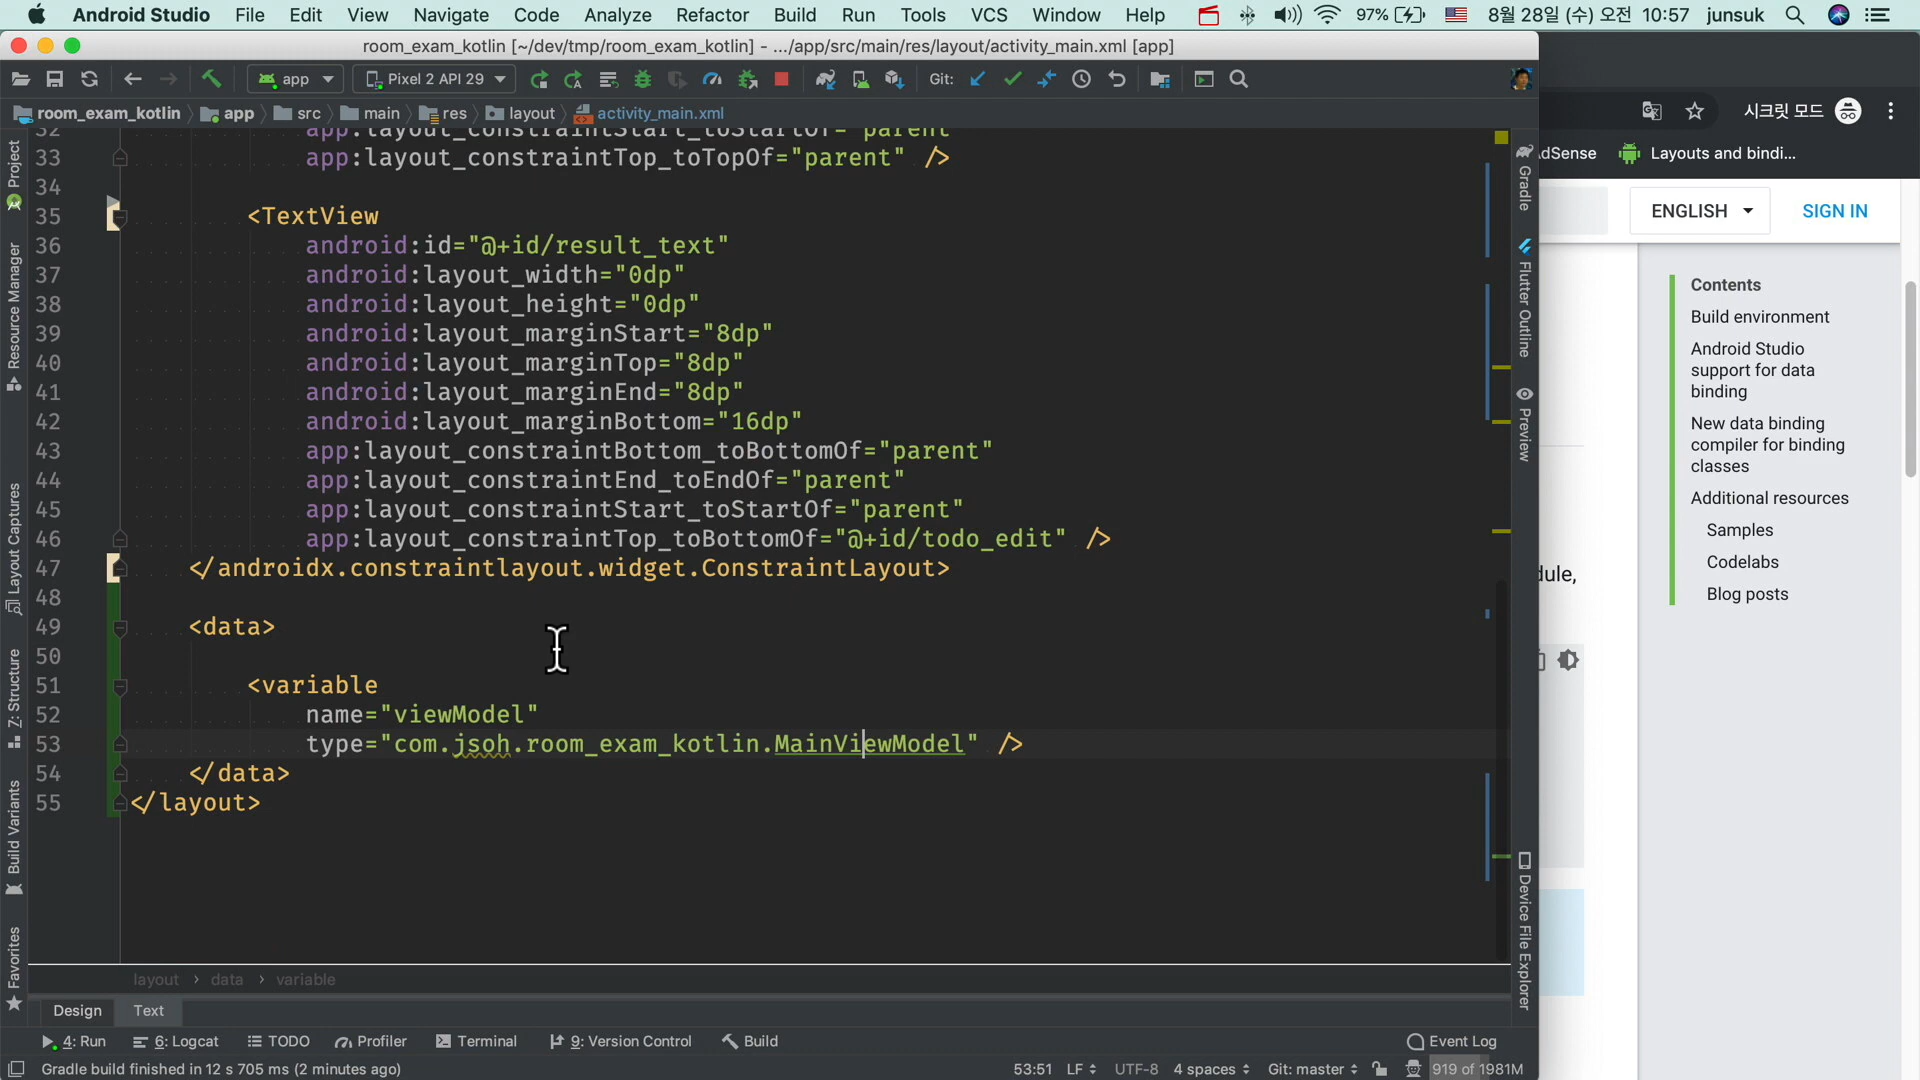 Android Studio File Edit View Navigate Code Analyze Refactor Build Run Tools VCS Window Help 97% 8월 28일 (수) 오전 10:57 junsuk
room_exam_kotlin [~/dev/tmp/room_exam_kotlin] - .../app/src/main/res/layout/activity_main.xml [app]
app Pixel 2 API 29 Git:
room_exam_kotlin app src main res layout activity_main.xml
32 app:layout_constraintStart_toStartOf="parent"
33 app:layout_constraintTop_toTopOf="parent" />
34
35 <TextView
36 android:id="@+id/result_text"
37 android:layout_width="0dp"
38 android:layout_height="0dp"
39 android:layout_marginStart="8dp"
40 android:layout_marginTop="8dp"
41 android:layout_marginEnd="8dp"
42 android:layout_marginBottom="16dp"
43 app:layout_constraintBottom_toBottomOf="parent"
44 app:layout_constraintEnd_toEndOf="parent"
45 app:layout_constraintStart_toStartOf="parent"
46 app:layout_constraintTop_toBottomOf="@+id/todo_edit" />
47 </androidx.constraintlayout.widget.ConstraintLayout>
48
49 <data>
50
51 <variable
52 name="viewModel"
53 type="com.jsoh.room_exam_kotlin.MainViewModel" />
54 </data>
55 </layout>
layout › data › variable
Design Text
4: Run 6: Logcat TODO Profiler Terminal 9: Version Control Build Event Log
Gradle build finished in 12 s 705 ms (2 minutes ago) 53:51 LF UTF-8 4 spaces Git: master 919 of 1981M
Project
Resource Manager
Layout Captures
Z: Structure
Build Variants
Favorites
Gradle
Flutter Outline
Preview
Device File Explorer
시크릿 모드
dSense Layouts and bindi...
ENGLISH SIGN IN
Contents
Build environment
Android Studio
support for data
binding
New data binding
compiler for binding
classes
Additional resources
Samples
Codelabs
Blog posts
dule,